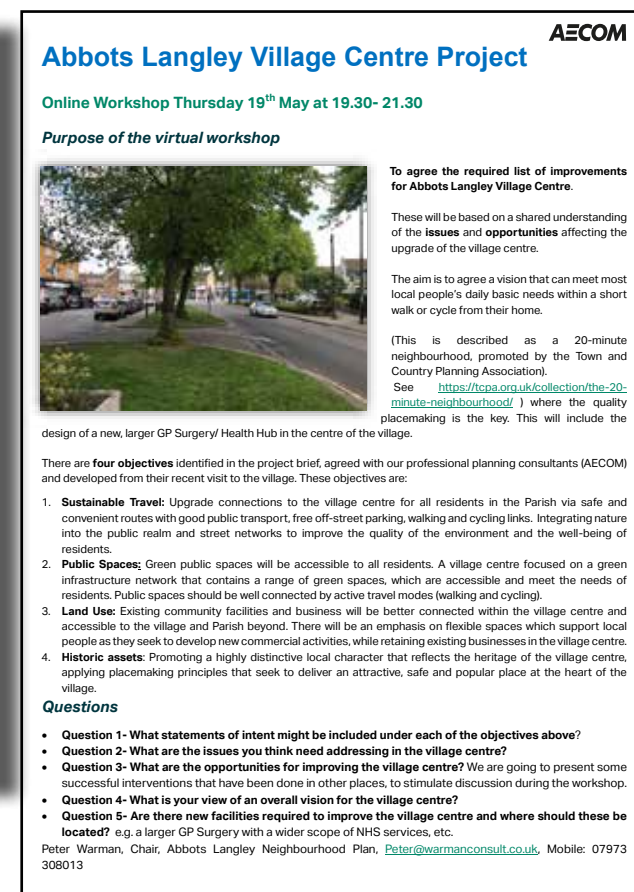 AECOM
Abbots Langley Village Centre Project
Online Workshop Thursday 19th May at 19.30- 21.30
Purpose of the virtual workshop
To agree the required list of improvements
for Abbots Langley Village Centre.
These will be based on a shared understanding
of the issues and opportunities affecting the
upgrade of the village centre.
The aim is to agree a vision that can meet most
local people's daily basic needs within a short
walk or cycle from their home.
(This is described as a 20-minute
neighbourhood, promoted by the Town and
Country Planning Association).
See https://tcpa.org.uk/collection/the-20-
minute-neighbourhood/ ) where the quality
placemaking is the key. This will include the
design of a new, larger GP Surgery/ Health Hub in the centre of the village.
There are four objectives identified in the project brief, agreed with our professional planning consultants (AECOM)
and developed from their recent visit to the village. These objectives are:
1. Sustainable Travel: Upgrade connections to the village centre for all residents in the Parish via safe and
convenient routes with good public transport, free off-street parking, walking and cycling links. Integrating nature
into the public realm and street networks to improve the quality of the environment and the well-being of
residents.
2. Public Spaces: Green public spaces will be accessible to all residents. A village centre focused on a green
infrastructure network that contains a range of green spaces, which are accessible and meet the needs of
residents. Public spaces should be well connected by active travel modes (walking and cycling).
3. Land Use: Existing community facilities and business will be better connected within the village centre and
accessible to the village and Parish beyond. There will be an emphasis on flexible spaces which support local
people as they seek to develop new commercial activities, while retaining existing businesses in the village centre.
4. Historic assets: Promoting a highly distinctive local character that reflects the heritage of the village centre,
applying placemaking principles that seek to deliver an attractive, safe and popular place at the heart of the
village.
Questions
• Question 1- What statements of intent might be included under each of the objectives above?
• Question 2- What are the issues you think need addressing in the village centre?
• Question 3- What are the opportunities for improving the village centre? We are going to present some
successful interventions that have been done in other places, to stimulate discussion during the workshop.
• Question 4- What is your view of an overall vision for the village centre?
• Question 5- Are there new facilities required to improve the village centre and where should these be
located? e.g. a larger GP Surgery with a wider scope of NHS services, etc.
Peter Warman, Chair, Abbots Langley Neighbourhood Plan, Peter@warmanconsult.co.uk, Mobile: 07973
308013